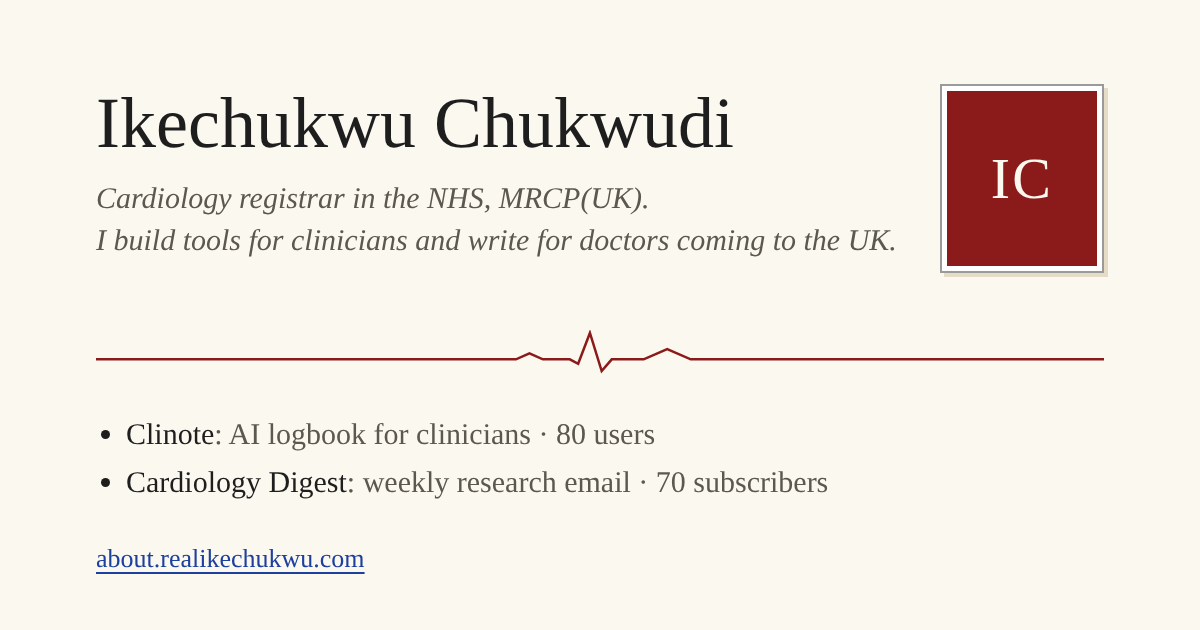 Ikechukwu Chukwudi
Cardiology registrar in the NHS, MRCP(UK).
I build tools for clinicians and write for doctors coming to the UK.
IC
• Clinote: AI logbook for clinicians · 80 users
• Cardiology Digest: weekly research email · 70 subscribers
about.realikechukwu.com